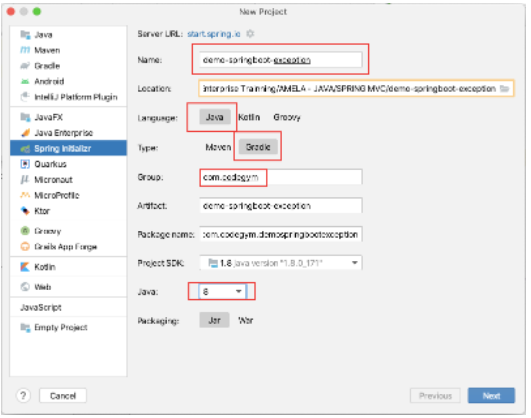 New Project
Java
Maven
Gradle
Android
IntelliJ Platform Plugin
JavaFX
Java Enterprise
Spring Initializr
Quarkus
Micronaut
MicroProfile
Ktor
Groovy
Grails App Forge
Kotlin
Web
JavaScript
Empty Project
Server URL: start.spring.io
Name: demo-springboot-exception
Location: interprise Trainning/AMELA - JAVA/SPRING MVC/demo-springboot-exception
Language: Java Kotlin Groovy
Type: Maven Gradle
Group: com.codegym
Artifact: demo-springboot-exception
Package name: com.codegym.demospringbootexception
Project SDK: 1.8 java version "1.8.0_171"
Java: 8
Packaging: Jar War
? Cancel Previous Next